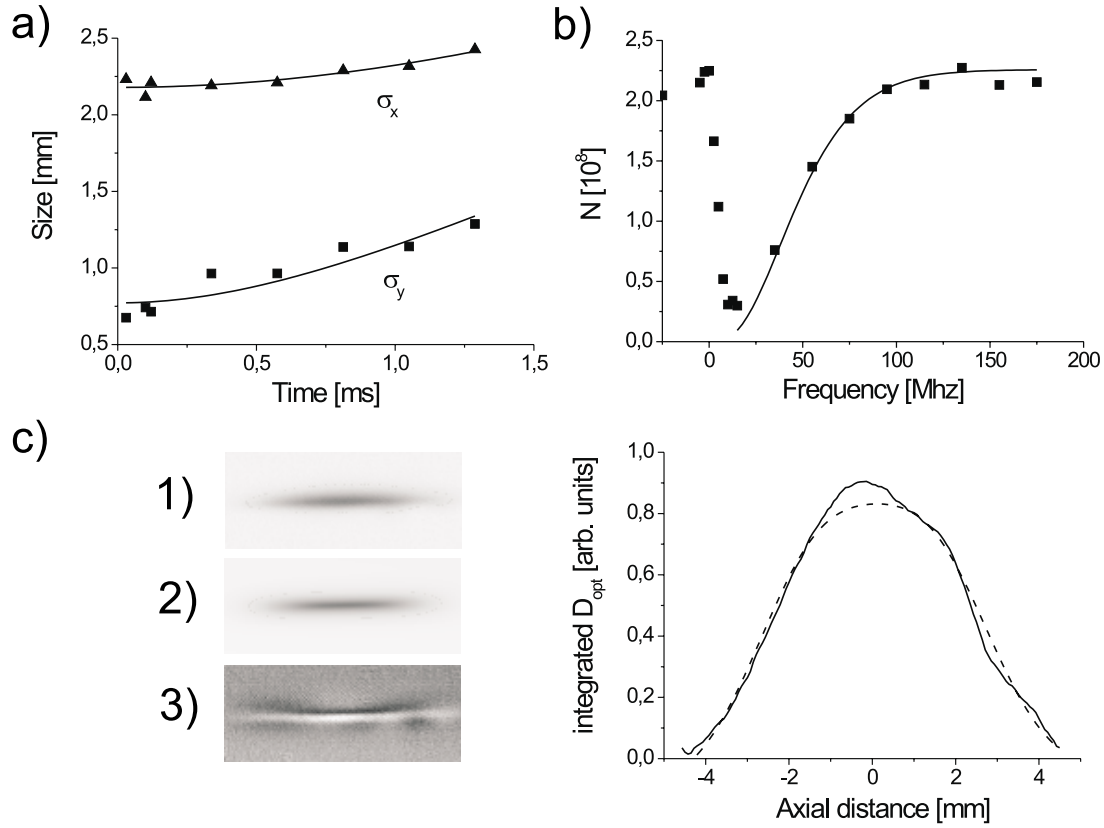 a)
2,5
2,0
1,5
1,0
0,5
0,0 0,5 1,0 1,5
Size [mm]
Time [ms]
σx
σy
b)
2,5
2,0
1,5
1,0
0,5
0,0
0 50 100 150 200
N [10⁸]
Frequency [Mhz]
c)
1)
2)
3)
1,0
0,8
0,6
0,4
0,2
0,0
-4 -2 0 2 4
integrated Dopt [arb. units]
Axial distance [mm]